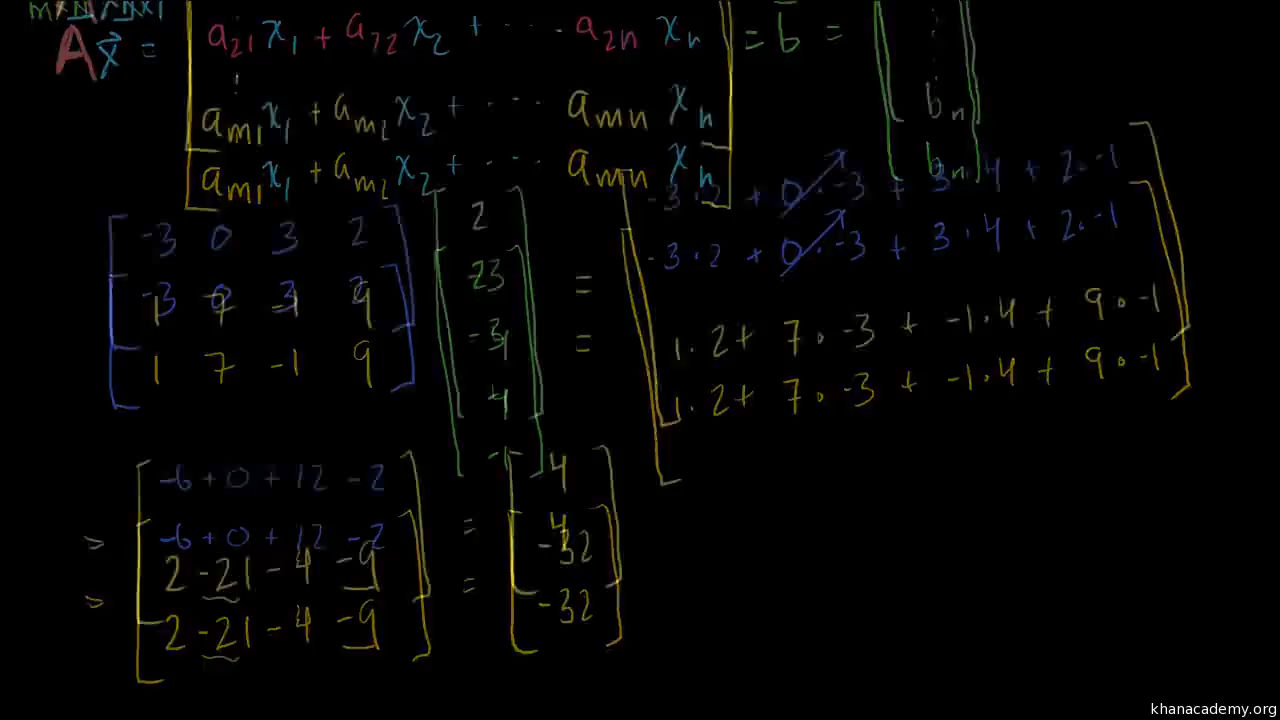 A x⃗ = [ a₂₁ x₁ + a₂₂ x₂ + ⋯ a₂ₙ xₙ = b =
⋮
aₘ₁ x₁ + aₘ₂ x₂ + ⋯ aₘₙ xₙ ] bₙ
aₘ₁ x₁ + aₘ₂ x₂ + ⋯ aₘₙ xₙ ] bₙ
[ -3 0 3 2 [ 2 -3·2 + 0·-3 + 3·4 + 2·-1
= [ -3·2 + 0·-3 + 3·4 + 2·-1
1 7 -1 9 ] -3 = 1·2 + 7·-3 + -1·4 + 9·-1 ]
1 7 -1 9 ] 4 1·2 + 7·-3 + -1·4 + 9·-1 ]
-1
[ -6 + 0 + 12 - 2 ] [ 4
= [ -6 + 0 + 12 - 2 = [ 4
2 - 21 - 4 - 9 ] -32 ]
= 2 - 21 - 4 - 9 ] = -32 ]
khanacademy.org